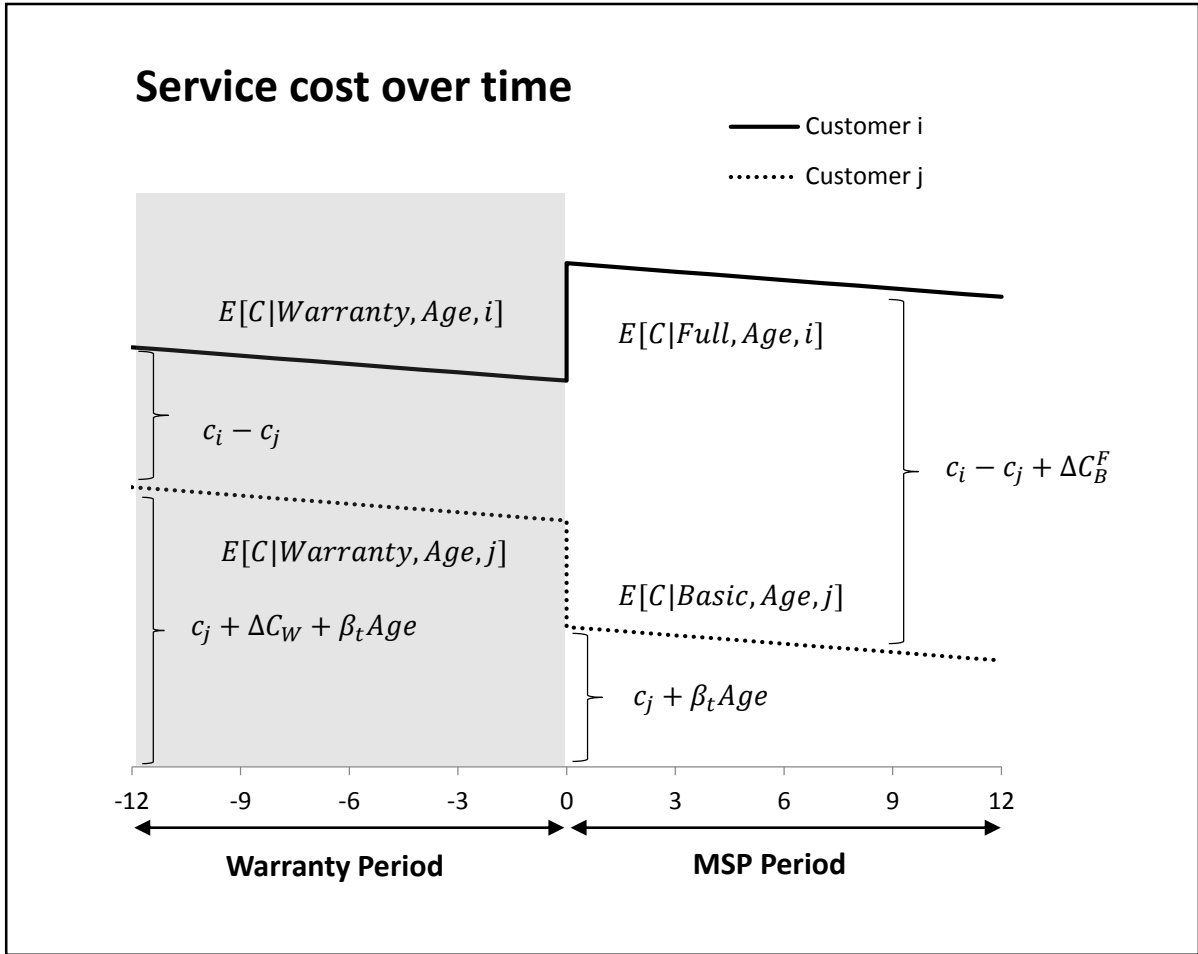 Service cost over time
Customer i
Customer j
E[C|Warranty, Age, i]
E[C|Full, Age, i]
c_i − c_j
c_i − c_j + ΔC_B^F
E[C|Warranty, Age, j]
E[C|Basic, Age, j]
c_j + ΔC_W + β_t Age
c_j + β_t Age
-12 -9 -6 -3 0 3 6 9 12
Warranty Period MSP Period